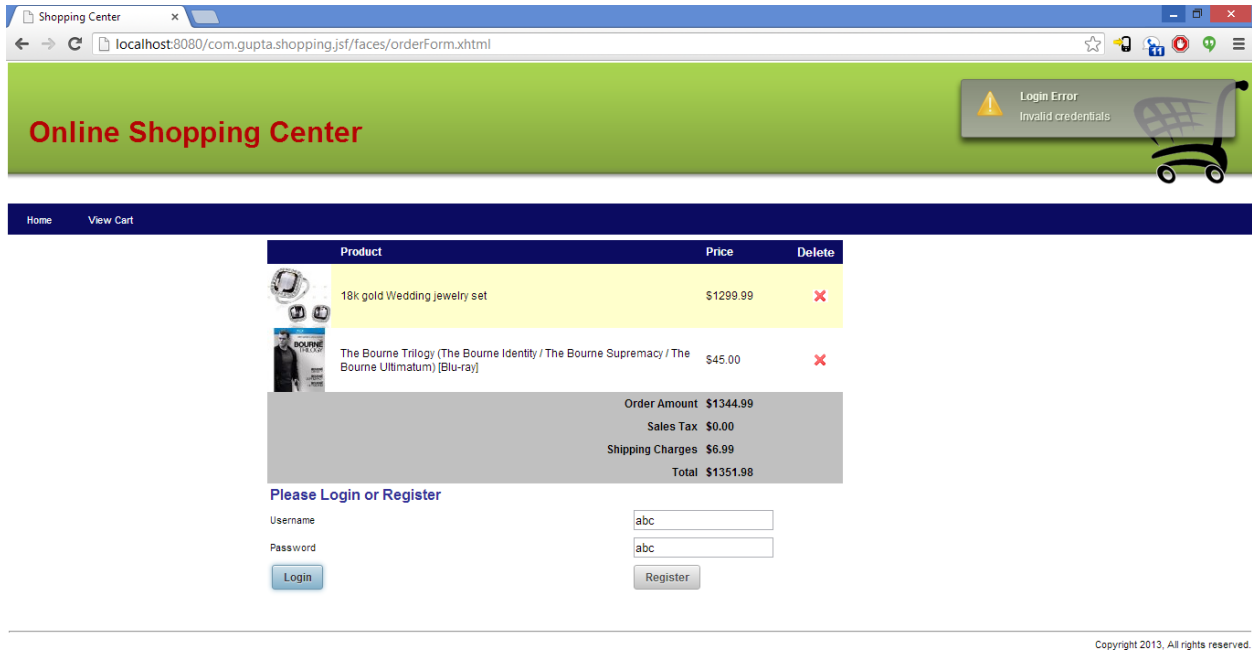 Shopping Center
localhost:8080/com.gupta.shopping.jsf/faces/orderForm.xhtml
11
Online Shopping Center
Login Error
Invalid credentials
Home View Cart
Product Price Delete
18k gold Wedding jewelry set $1299.99
BOURNE
TRILOGY
The Bourne Trilogy (The Bourne Identity / The Bourne Supremacy / The
Bourne Ultimatum) [Blu-ray]
$45.00
Order Amount $1344.99
Sales Tax $0.00
Shipping Charges $6.99
Total $1351.98
Please Login or Register
Username abc
Password abc
Login Register
Copyright 2013, All rights reserved.